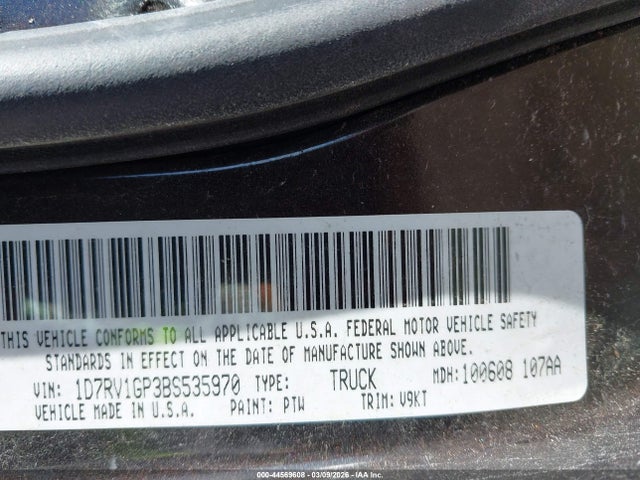 THIS VEHICLE CONFORMS TO ALL APPLICABLE U.S.A. FEDERAL MOTOR VEHICLE SAFETY
STANDARDS IN EFFECT ON THE DATE OF MANUFACTURE SHOWN ABOVE.
VIN: 1D7RV1GP3BS535970 TYPE: TRUCK MDH: 100608 107AA
VEHICLE MADE IN U.S.A. PAINT: PTW TRIM: V9KT
000-44569608 - 03/09/2026 - IAA Inc.